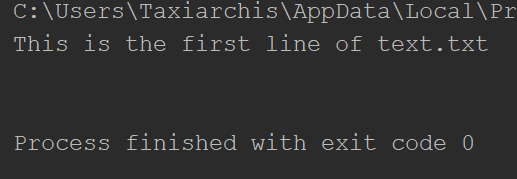 C:\Users\Taxiarchis\AppData\Local\Pr
This is the first line of text.txt
Process finished with exit code 0